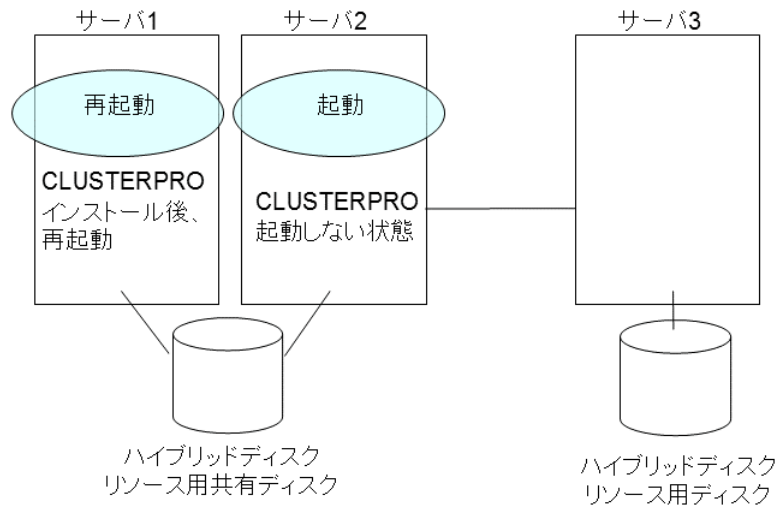 サーバ1
サーバ2
サーバ3
再起動
起動
CLUSTERPRO
インストール後、
再起動
CLUSTERPRO
起動しない状態
ハイブリッドディスク
リソース用共有ディスク
ハイブリッドディスク
リソース用ディスク